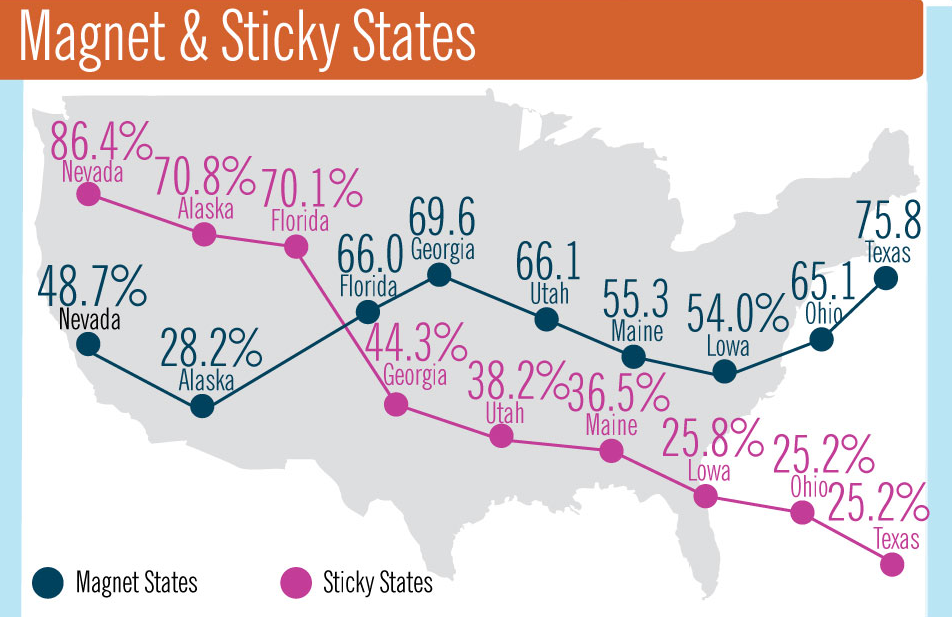 Magnet & Sticky States
86.4%
Nevada
70.8%
Alaska
70.1%
Florida
48.7%
Nevada
28.2%
Alaska
66.0
Florida
69.6
Georgia
66.1
Utah
55.3
Maine
54.0%
Lowa
65.1
Ohio
75.8
Texas
44.3%
Georgia
38.2%
Utah
36.5%
Maine
25.8%
Lowa
25.2%
Ohio
25.2%
Texas
Magnet States
Sticky States